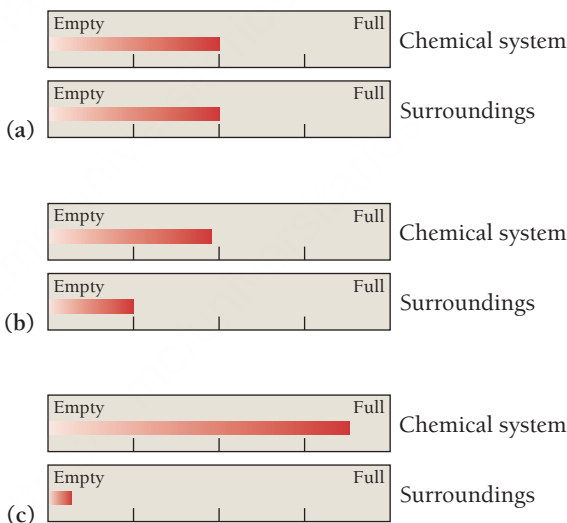 Empty Full
Chemical system
Empty Full
Surroundings
(a)
Empty Full
Chemical system
Empty Full
Surroundings
(b)
Empty Full
Chemical system
Empty Full
Surroundings
(c)